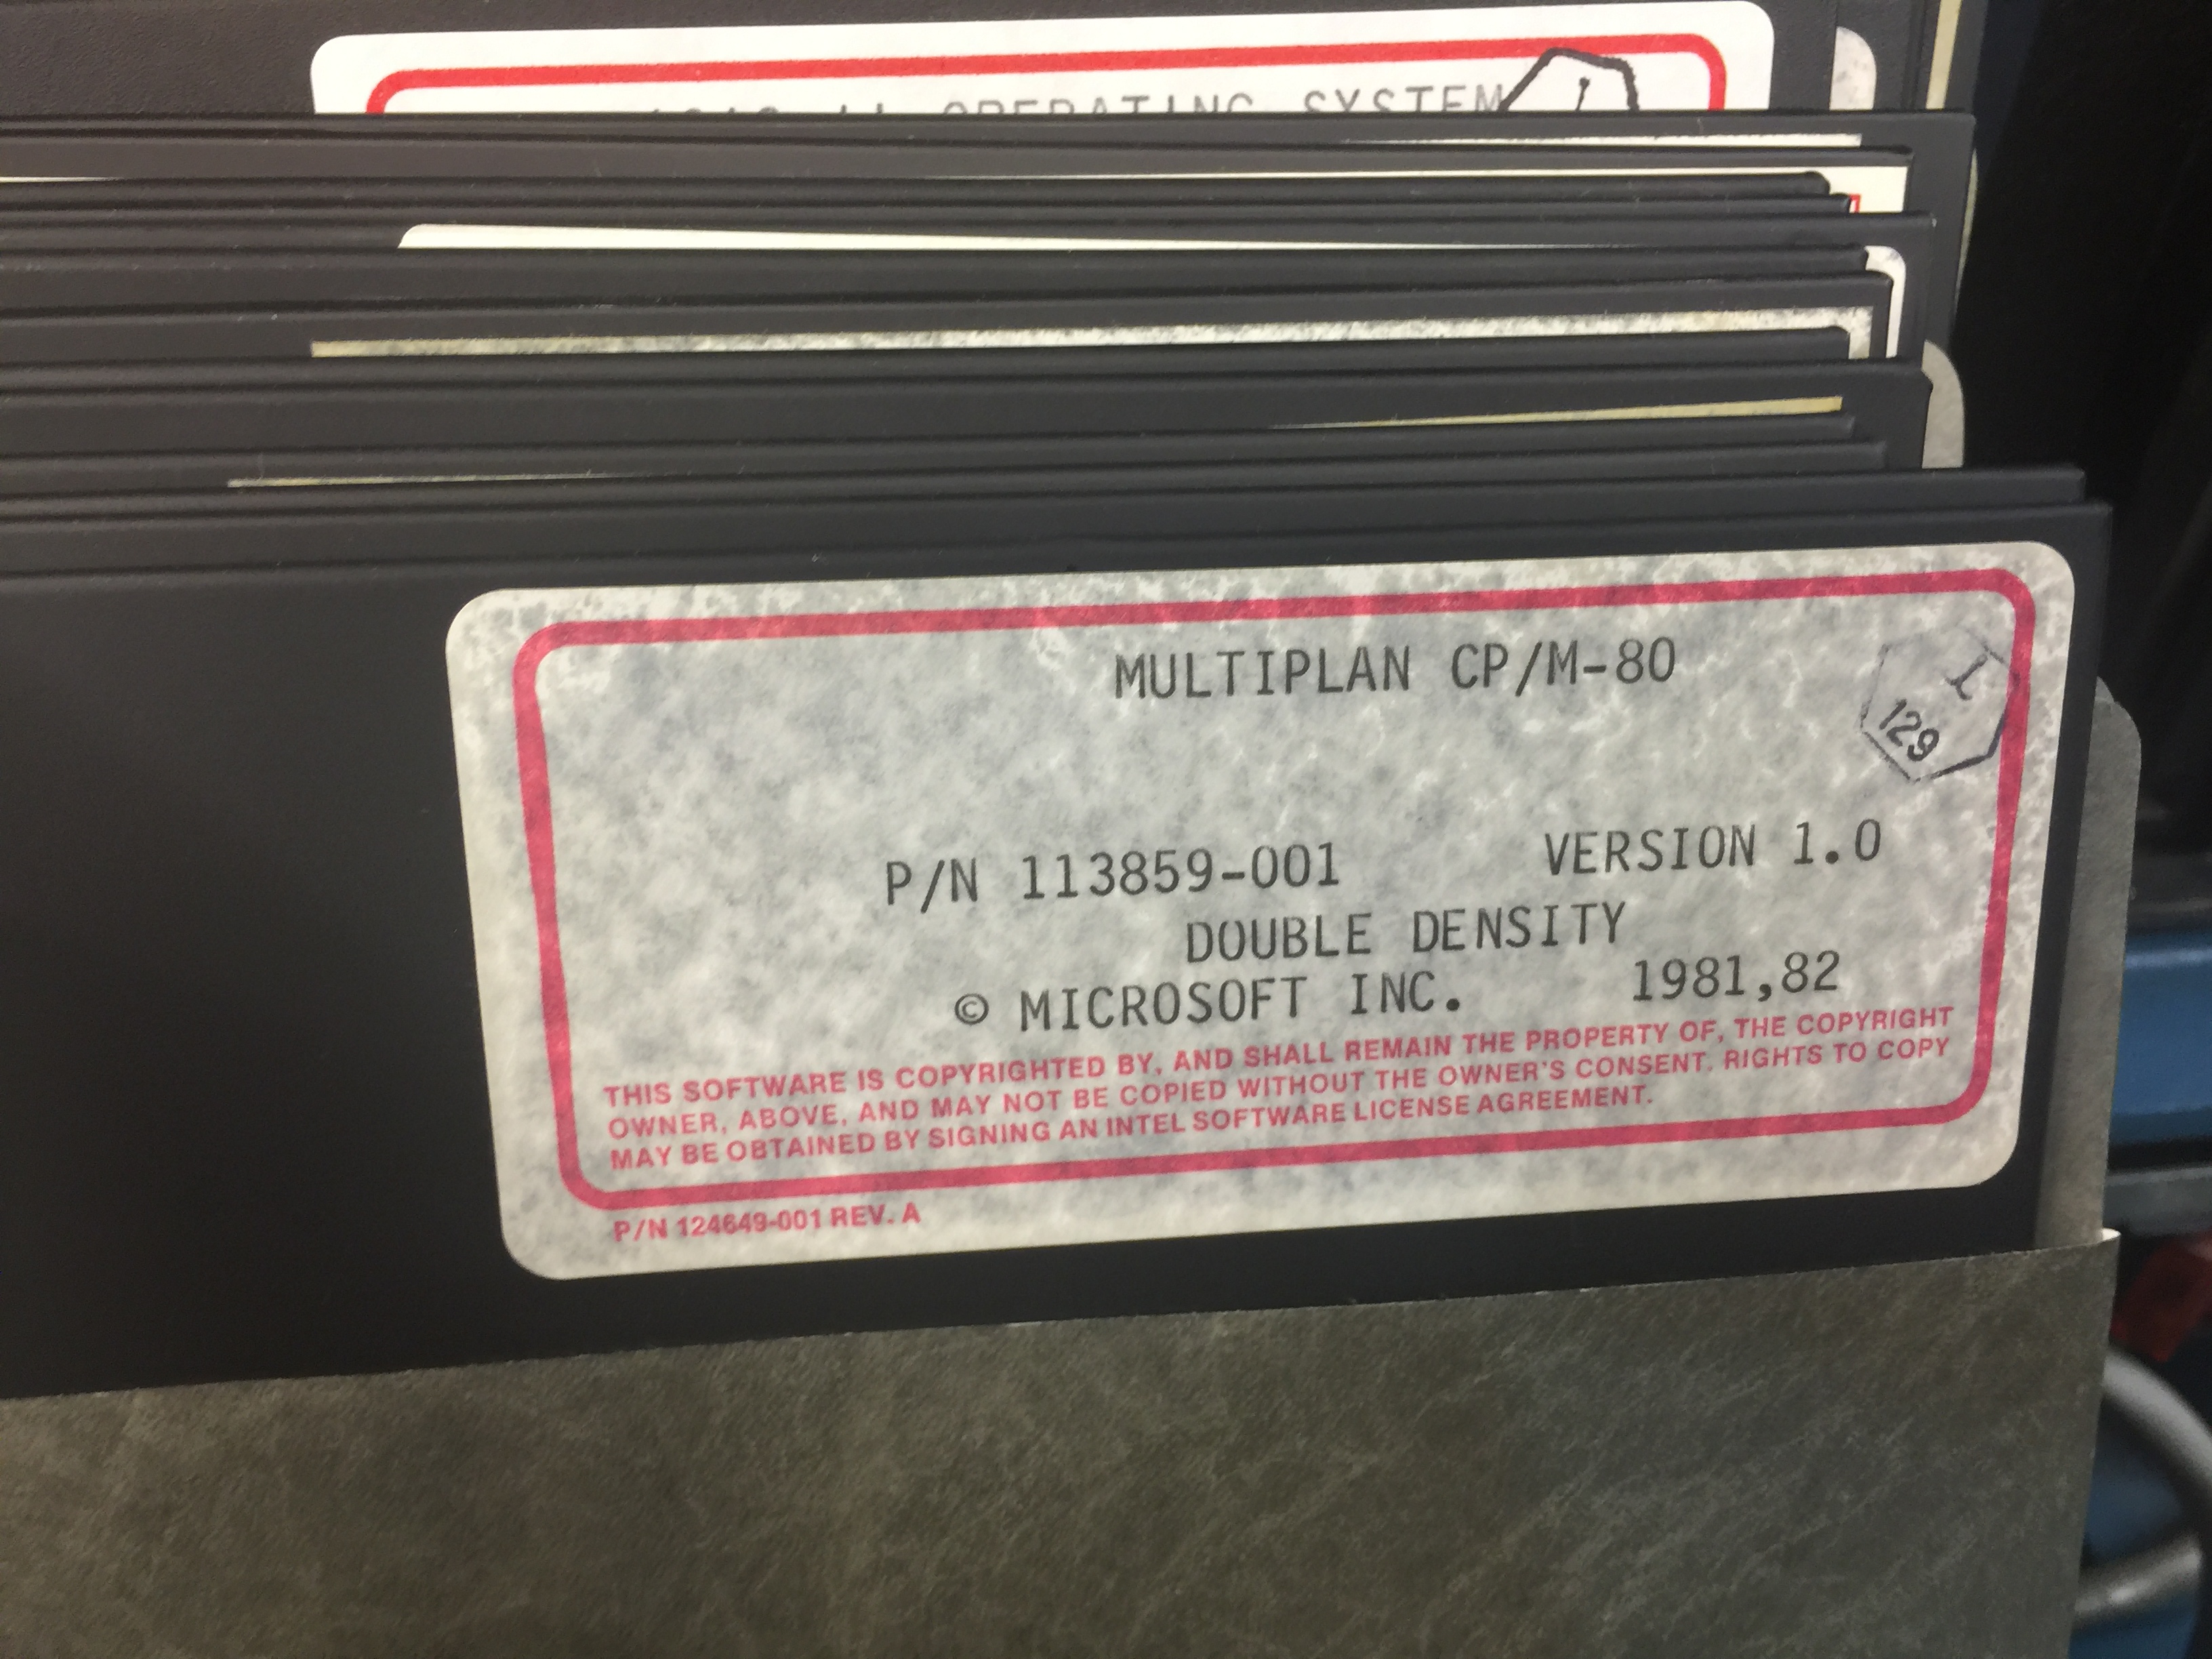 OPERATING SYSTEM
MULTIPLAN CP/M-80
1
129
P/N 113859-001 VERSION 1.0
DOUBLE DENSITY
© MICROSOFT INC. 1981,82
THIS SOFTWARE IS COPYRIGHTED BY, AND SHALL REMAIN THE PROPERTY OF, THE COPYRIGHT
OWNER, ABOVE, AND MAY NOT BE COPIED WITHOUT THE OWNER'S CONSENT. RIGHTS TO COPY
MAY BE OBTAINED BY SIGNING AN INTEL SOFTWARE LICENSE AGREEMENT.
P/N 124649-001 REV. A